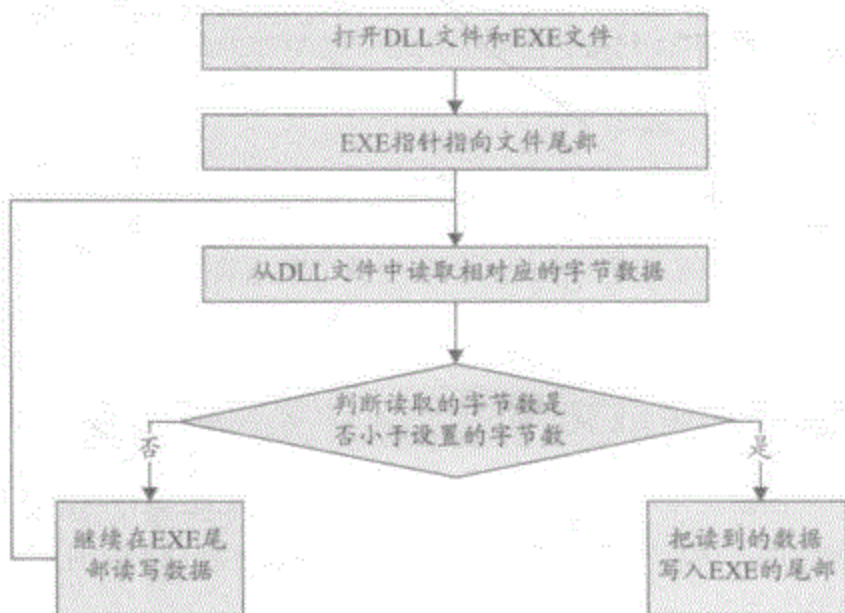 打开DLL文件和EXE文件
EXE指针指向文件尾部
从DLL文件中读取相对应的字节数据
判断读取的字节数是
否小于设置的字节数
否
是
继续在EXE尾
部读写数据
把读到的数据
写入EXE的尾部